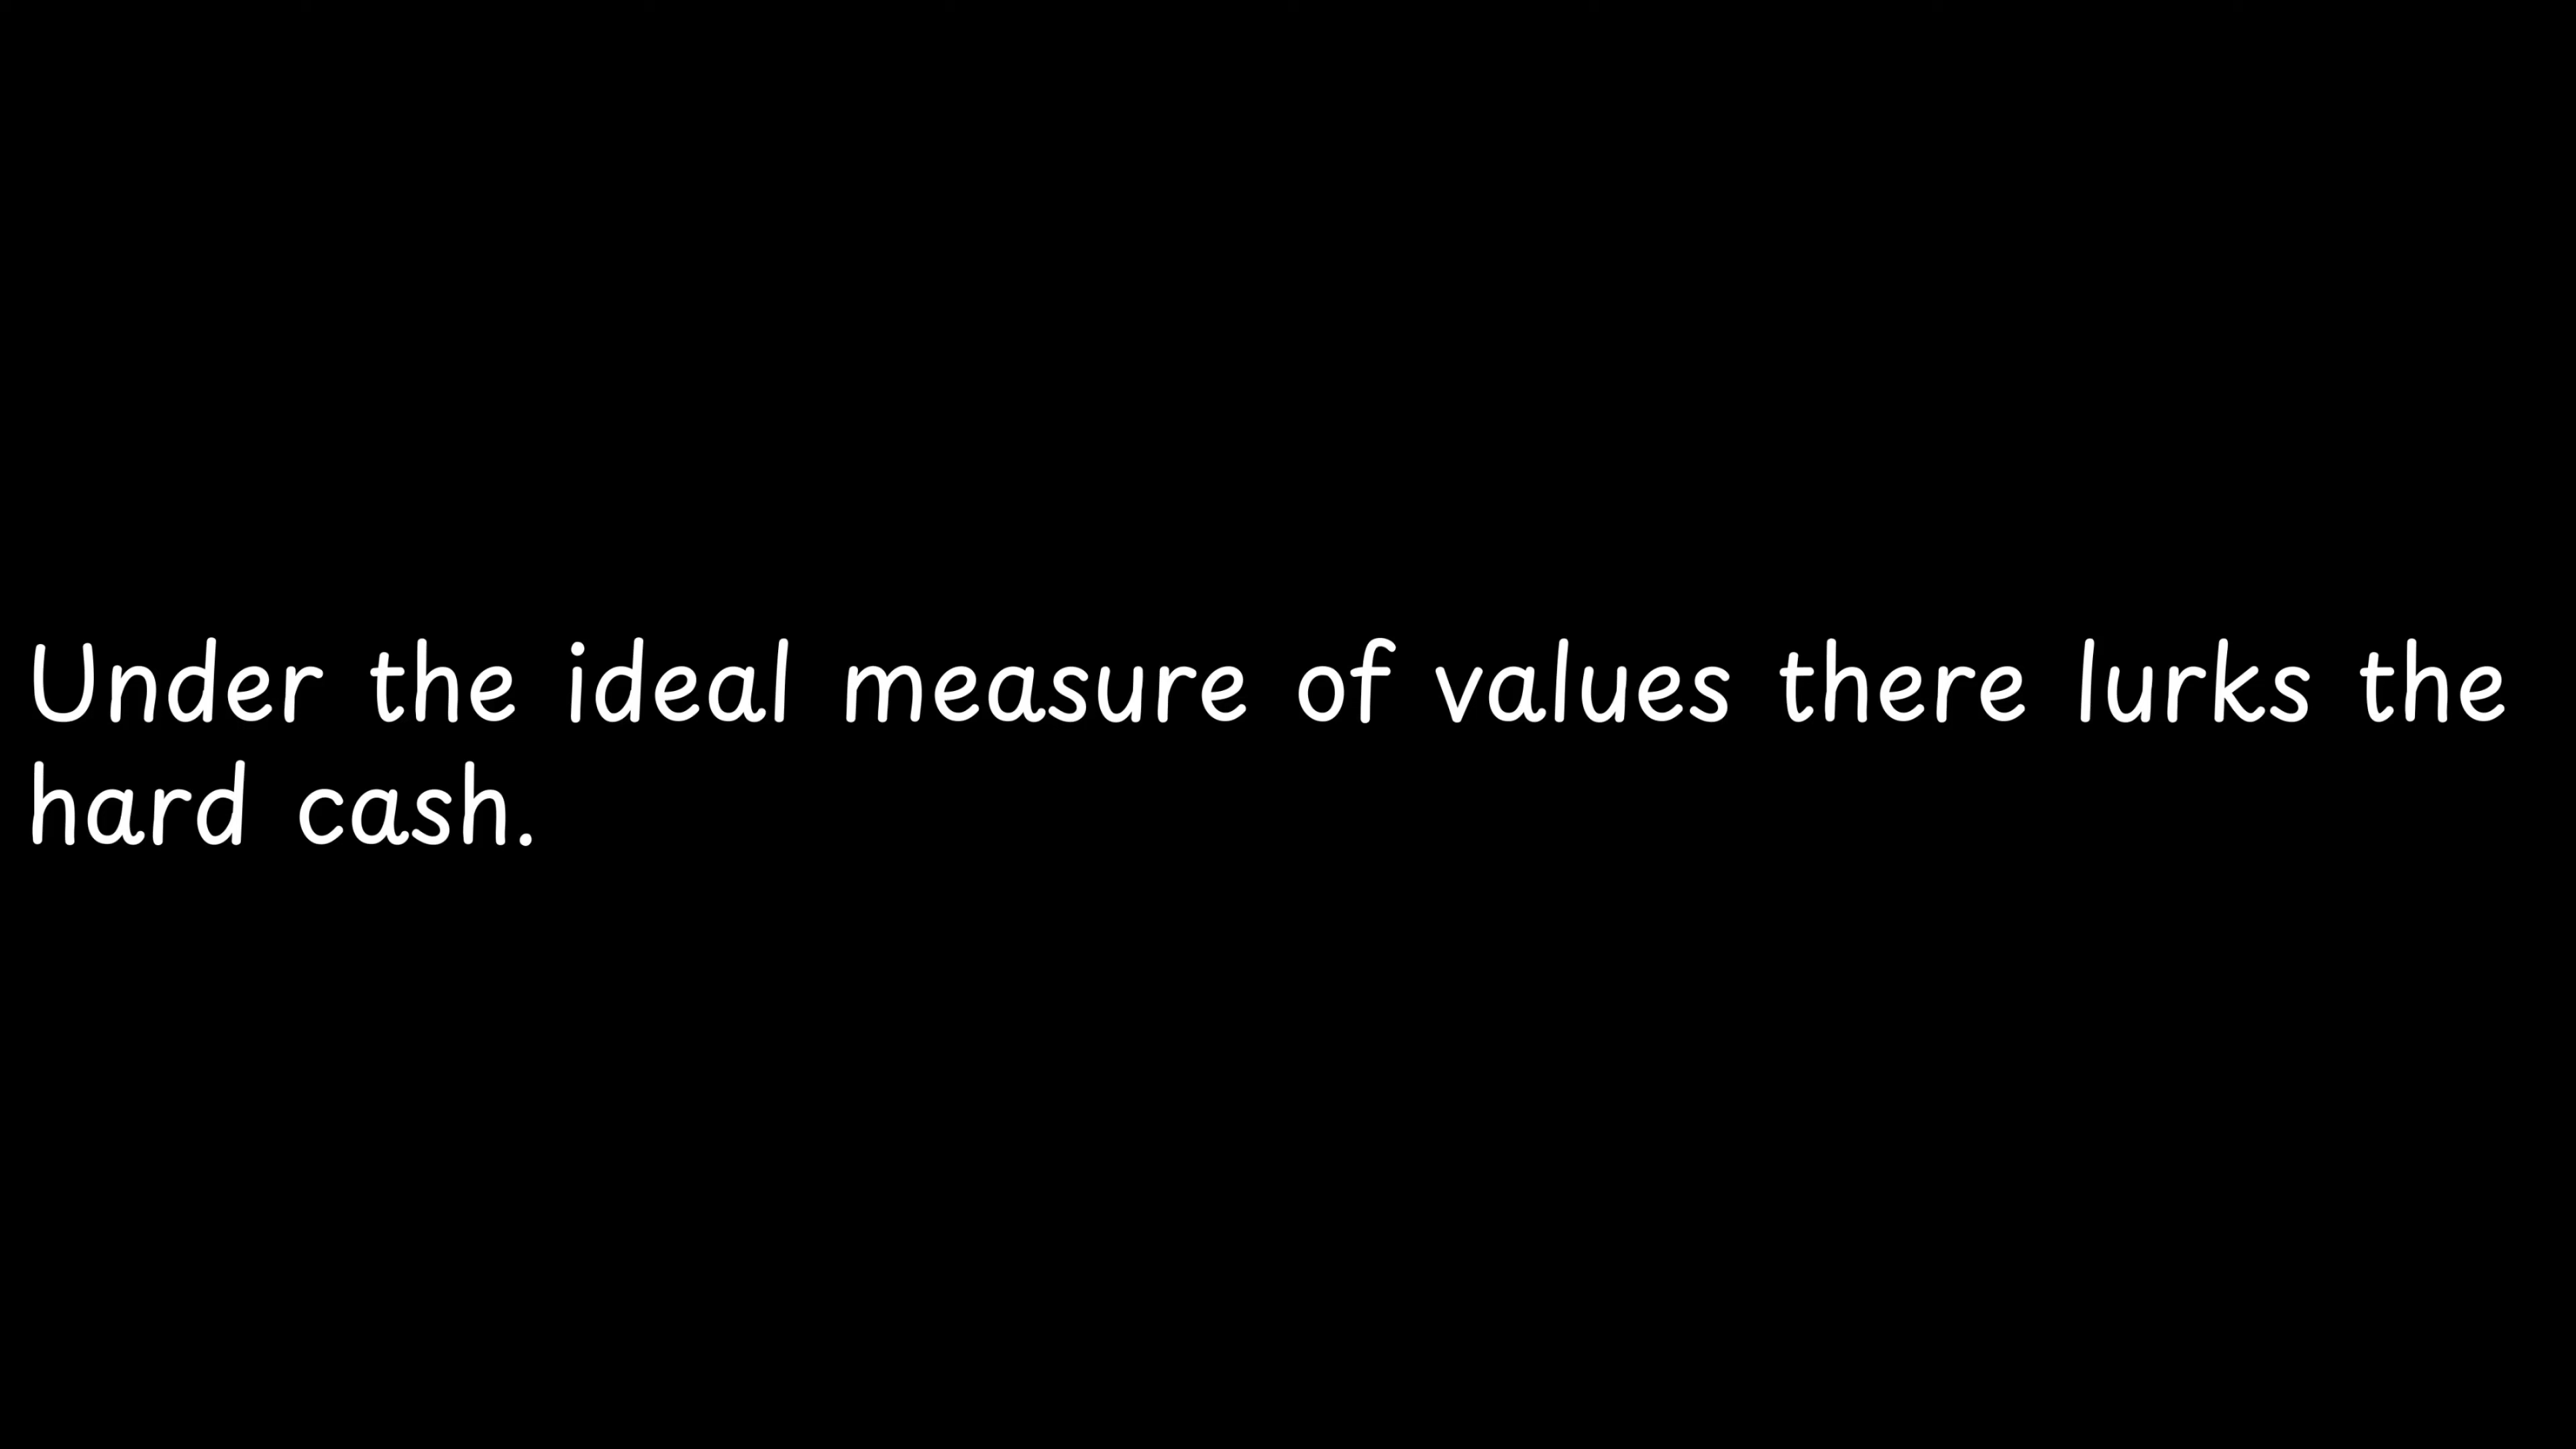 Under the ideal measure of values there lurks the
hard cash.